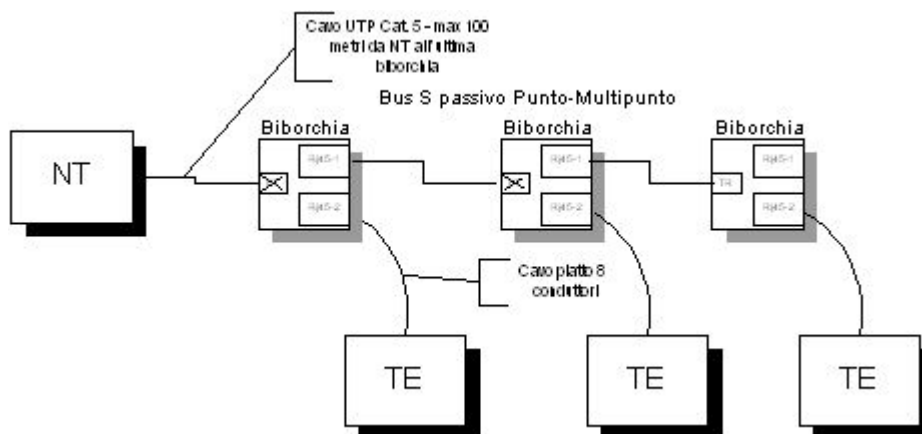 Cavo UTP Cat. 5 - max 100
metri da NT all'ultima
biborchia
Bus S passivo Punto-Multipunto
Biborchia
Biborchia
Biborchia
NT
Rj45-1
Rj45-1
Rj45-1
TR
Rj45-2
Rj45-2
Rj45-2
Cavo piatto 8
conduttori
TE
TE
TE